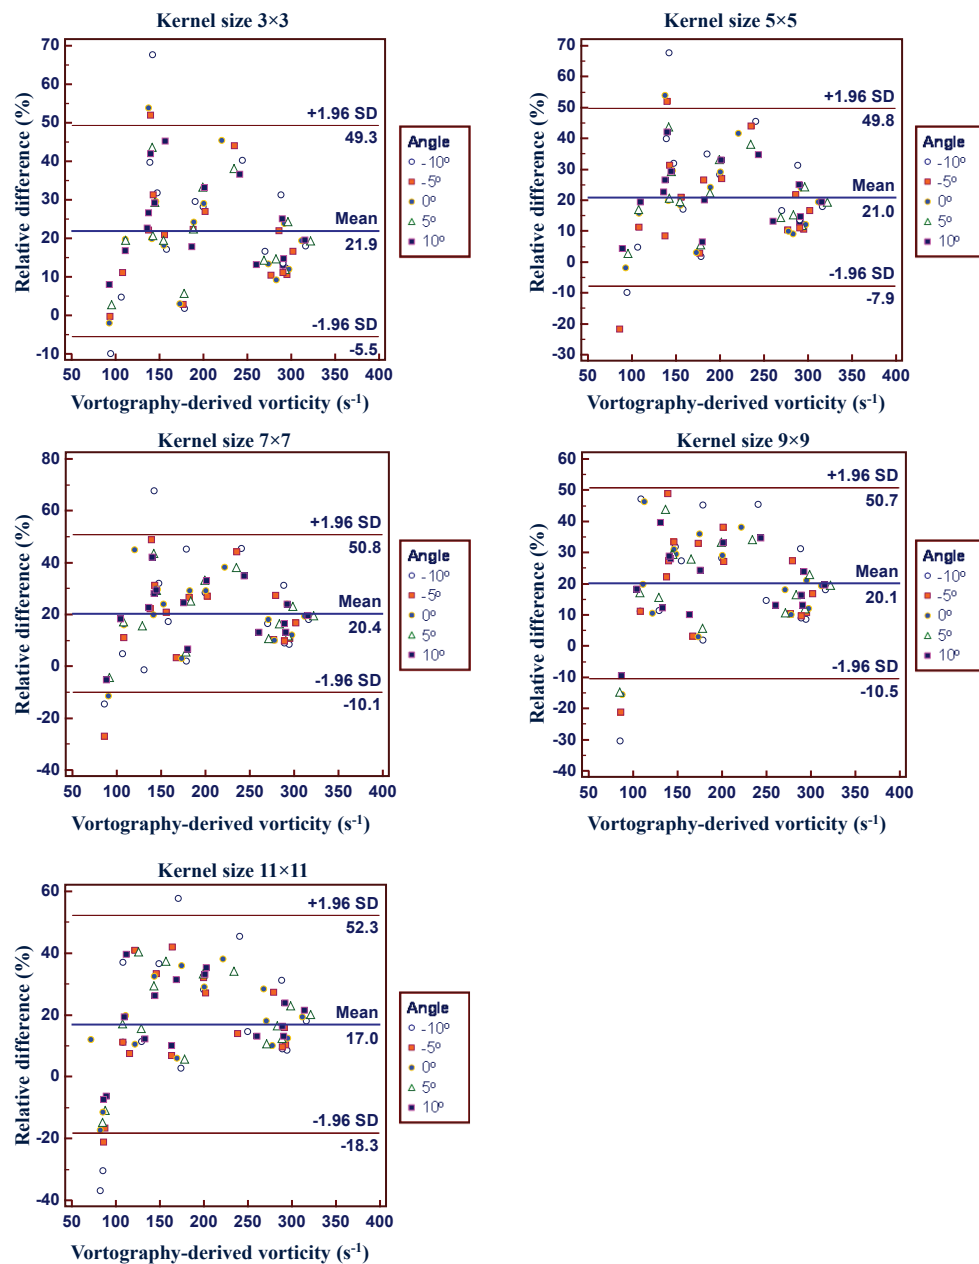 Kernel size 3×3
Relative difference (%)
70
60
50
40
30
20
10
0
-10
+1.96 SD
49.3
Mean
21.9
-1.96 SD
-5.5
50 100 150 200 250 300 350 400
Vortography-derived vorticity (s-1)
Angle
-10º
-5º
0º
5º
10º
Kernel size 5×5
Relative difference (%)
70
60
50
40
30
20
10
0
-10
-20
-30
+1.96 SD
49.8
Mean
21.0
-1.96 SD
-7.9
50 100 150 200 250 300 350 400
Vortography-derived vorticity (s-1)
Angle
-10º
-5º
0º
5º
10º
Kernel size 7×7
Relative difference (%)
80
60
40
20
0
-20
-40
+1.96 SD
50.8
Mean
20.4
-1.96 SD
-10.1
50 100 150 200 250 300 350 400
Vortography-derived vorticity (s-1)
Angle
-10º
-5º
0º
5º
10º
Kernel size 9×9
Relative difference (%)
60
50
40
30
20
10
0
-10
-20
-30
-40
+1.96 SD
50.7
Mean
20.1
-1.96 SD
-10.5
50 100 150 200 250 300 350 400
Vortography-derived vorticity (s-1)
Angle
-10º
-5º
0º
5º
10º
Kernel size 11×11
Relative difference (%)
60
40
20
0
-20
-40
+1.96 SD
52.3
Mean
17.0
-1.96 SD
-18.3
50 100 150 200 250 300 350 400
Vortography-derived vorticity (s-1)
Angle
-10º
-5º
0º
5º
10º